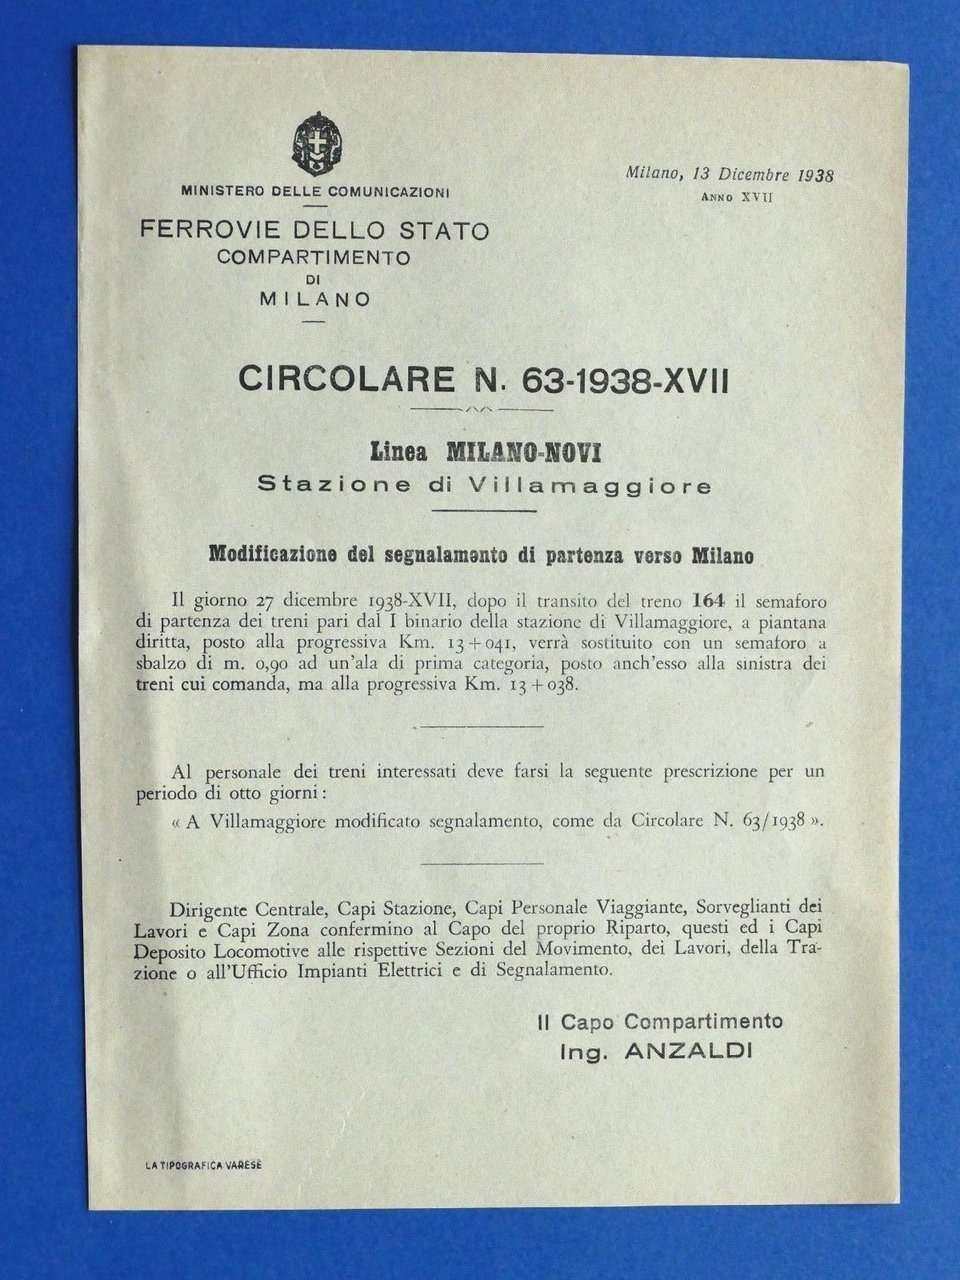 MINISTERO DELLE COMUNICAZIONI
FERROVIE DELLO STATO
COMPARTIMENTO
DI
MILANO
Milano, 13 Dicembre 1938
ANNO XVII
CIRCOLARE N. 63-1938-XVII
Linea MILANO-NOVI
Stazione di Villamaggiore
Modificazione del segnalamento di partenza verso Milano
Il giorno 27 dicembre 1938-XVII, dopo il transito del treno 164 il semaforo
di partenza dei treni pari dal I binario della stazione di Villamaggiore, a piantana
diritta, posto alla progressiva Km. 13+041, verrà sostituito con un semaforo a
sbalzo di m. 0,90 ad un'ala di prima categoria, posto anch'esso alla sinistra dei
treni cui comanda, ma alla progressiva Km. 13+038.
Al personale dei treni interessati deve farsi la seguente prescrizione per un
periodo di otto giorni:
« A Villamaggiore modificato segnalamento, come da Circolare N. 63/1938 ».
Dirigente Centrale, Capi Stazione, Capi Personale Viaggiante, Sorveglianti dei
Lavori e Capi Zona confermino al Capo del proprio Riparto, questi ed i Capi
Deposito Locomotive alle rispettive Sezioni del Movimento, dei Lavori, della Tra-
zione o all'Ufficio Impianti Elettrici e di Segnalamento.
Il Capo Compartimento
Ing. ANZALDI
LA TIPOGRAFICA VARESE